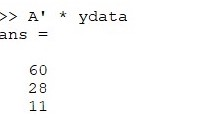 >> A' * ydata
ans =
60
28
11